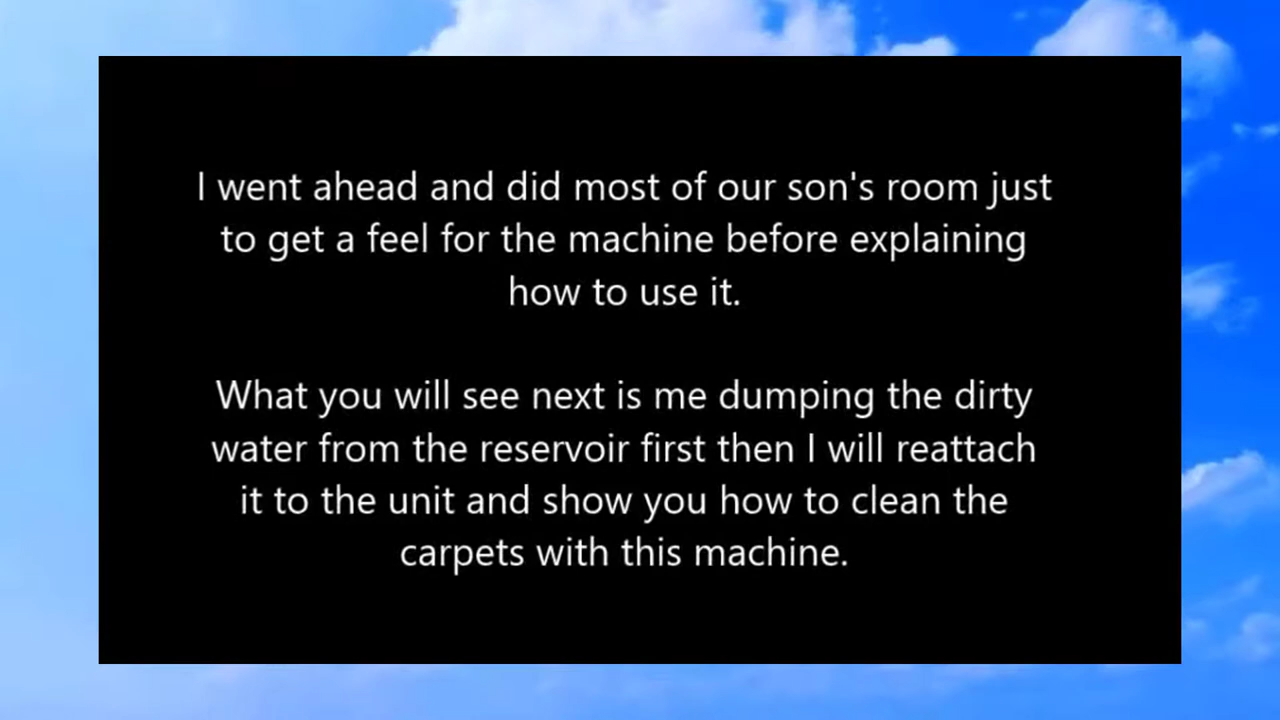 I went ahead and did most of our son's room just
to get a feel for the machine before explaining
how to use it.
What you will see next is me dumping the dirty
water from the reservoir first then I will reattach
it to the unit and show you how to clean the
carpets with this machine.